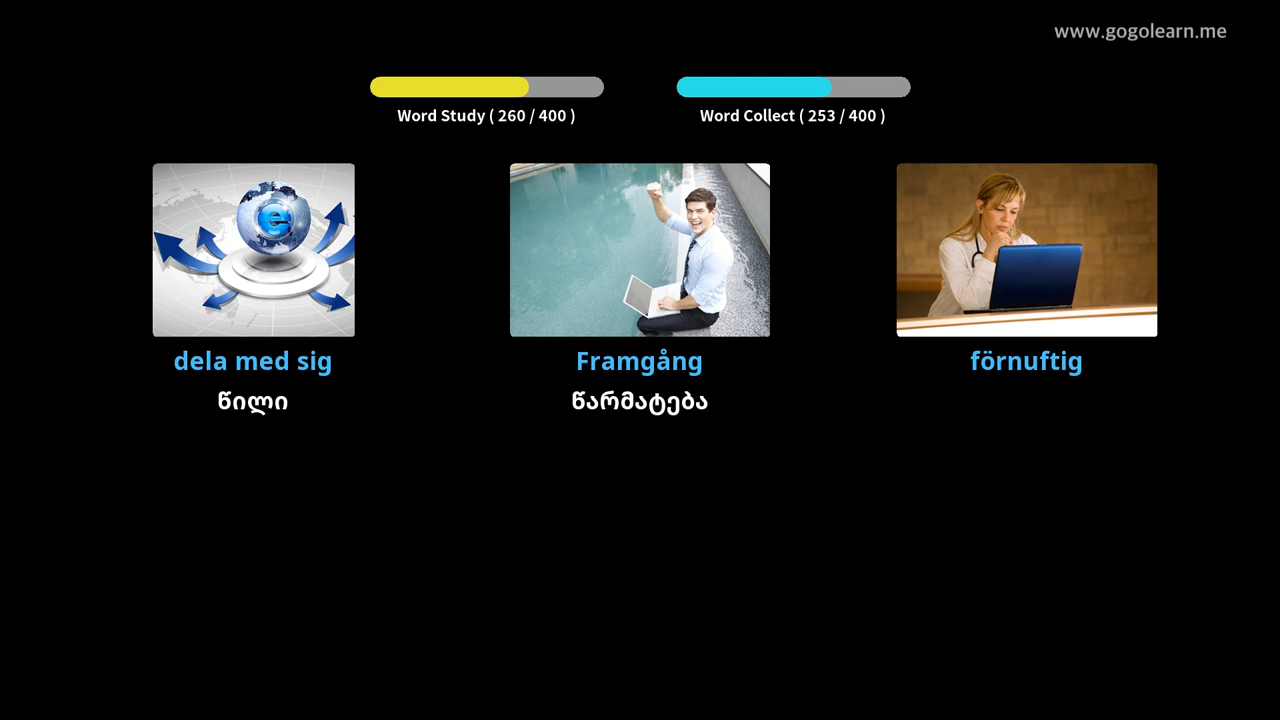 www.gogolearn.me
Word Study ( 260 / 400 )
Word Collect ( 253 / 400 )
e
dela med sig
Framgång
förnuftig
წილი
წარმატება